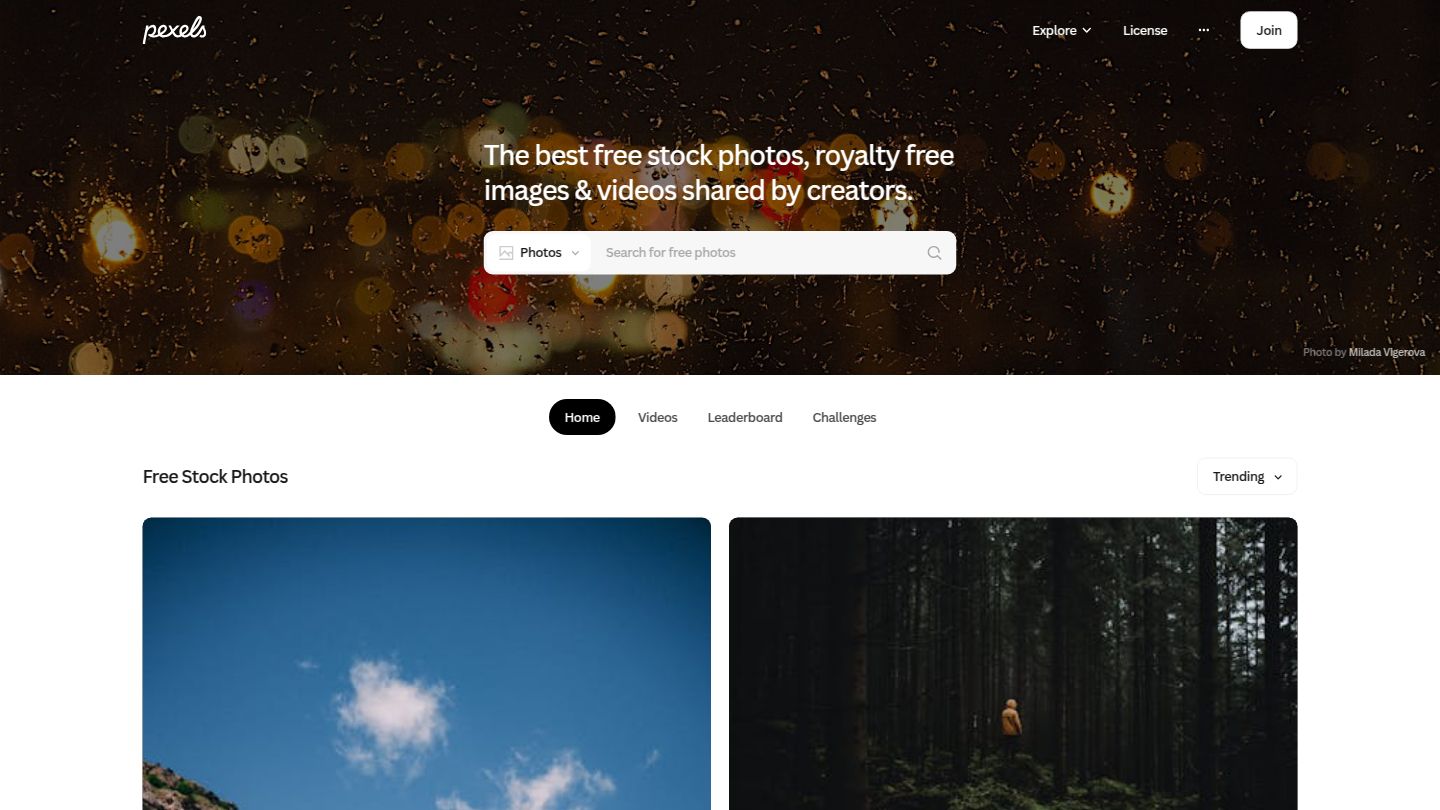 pexels
Explore
License
Join
The best free stock photos, royalty free
images & videos shared by creators.
Photos
Search for free photos
Photo by Milada Vigerova
Home
Videos
Leaderboard
Challenges
Free Stock Photos
Trending